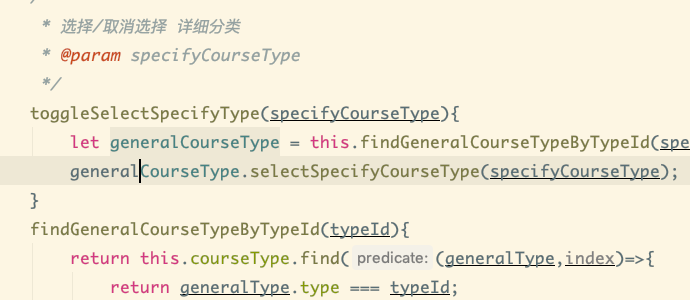 * 选择/取消选择 详细分类
* @param specifyCourseType
*/
toggleSelectSpecifyType(specifyCourseType){
let generalCourseType = this.findGeneralCourseTypeByTypeId(spe
generalCourseType.selectSpecifyCourseType(specifyCourseType);
}
findGeneralCourseTypeByTypeId(typeId){
return this.courseType.find( predicate: (generalType,index)=>{
return generalType.type === typeId;